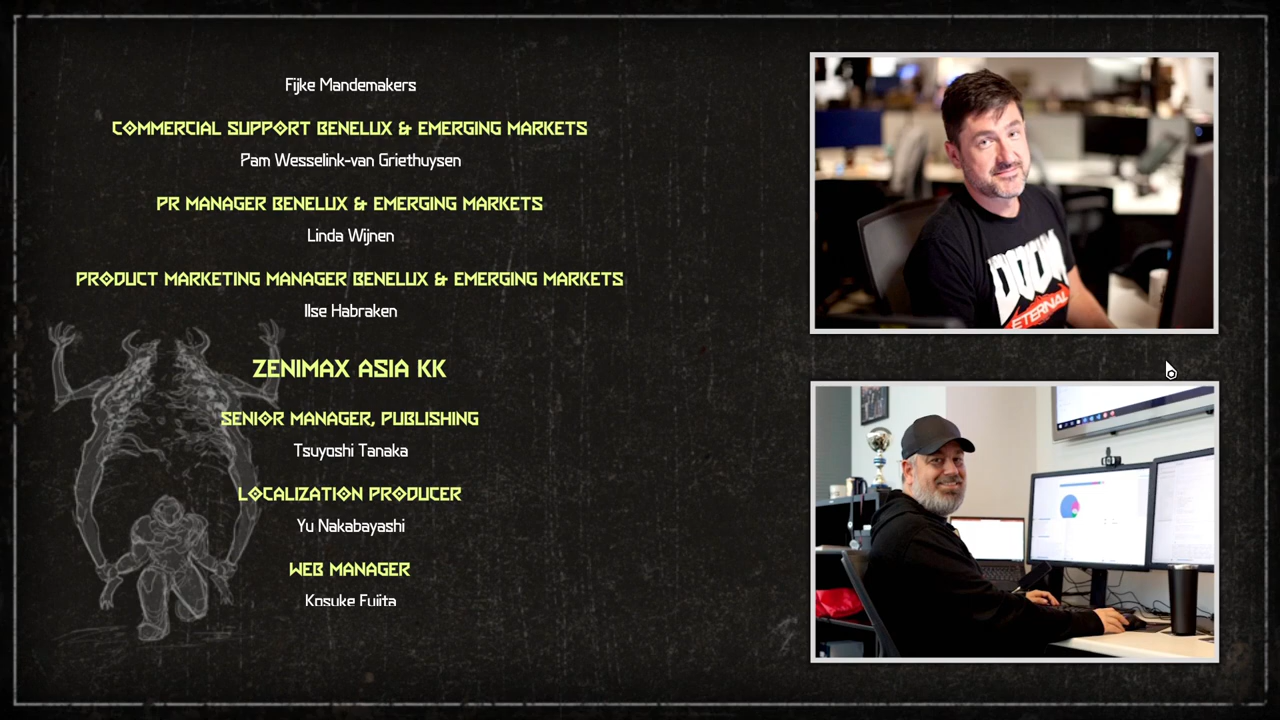 Fijke Mandemakers
COMMERCIAL SUPPORT BENELUX & EMERGING MARKETS
Pam Wesselink-van Griethuysen
PR MANAGER BENELUX & EMERGING MARKETS
Linda Wijnen
PRODUCT MARKETING MANAGER BENELUX & EMERGING MARKETS
Ilse Habraken
ZENIMAX ASIA KK
SENIOR MANAGER, PUBLISHING
Tsuyoshi Tanaka
LOCALIZATION PRODUCER
Yu Nakabayashi
WEB MANAGER
Kosuke Fujita
DOOM
ETERNAL